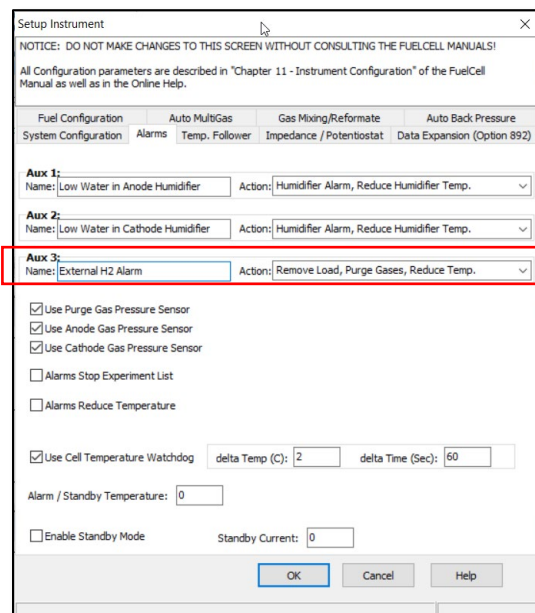 Setup Instrument
NOTICE: DO NOT MAKE CHANGES TO THIS SCREEN WITHOUT CONSULTING THE FUELCELL MANUALS!
All Configuration parameters are described in "Chapter 11 - Instrument Configuration" of the FuelCell
Manual as well as in the Online Help.
Fuel Configuration Auto MultiGas Gas Mixing/Reformate Auto Back Pressure
System Configuration Alarms Temp. Follower Impedance / Potentiostat Data Expansion (Option 892)
Aux 1:
Name: Low Water in Anode Humidifier Action: Humidifier Alarm, Reduce Humidifier Temp.
Aux 2:
Name: Low Water in Cathode Humidifier Action: Humidifier Alarm, Reduce Humidifier Temp.
Aux 3:
Name: External H2 Alarm Action: Remove Load, Purge Gases, Reduce Temp.
Use Purge Gas Pressure Sensor
Use Anode Gas Pressure Sensor
Use Cathode Gas Pressure Sensor
Alarms Stop Experiment List
Alarms Reduce Temperature
Use Cell Temperature Watchdog delta Temp (C): 2 delta Time (Sec): 60
Alarm / Standby Temperature: 0
Enable Standby Mode Standby Current: 0
OK Cancel Help